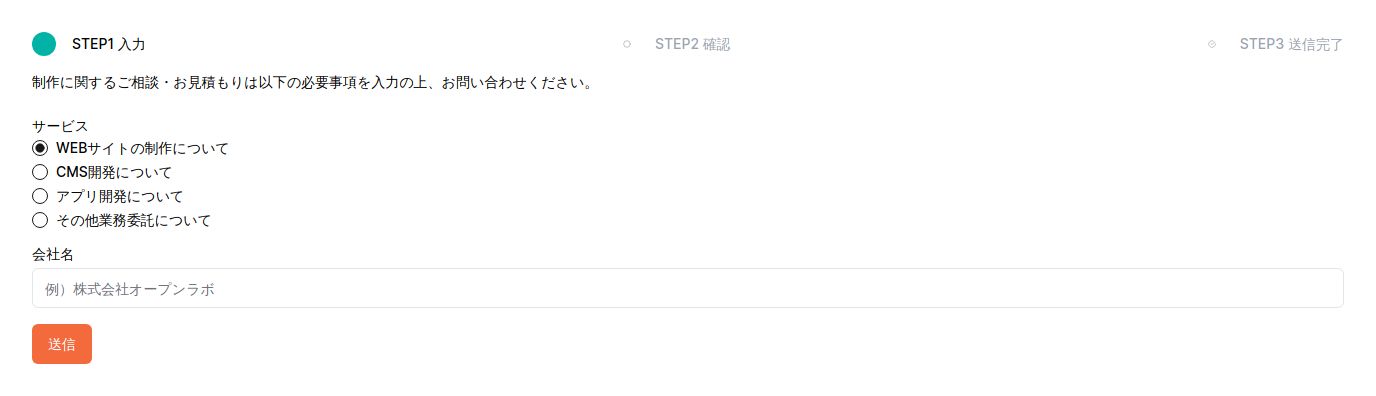 STEP1 入力
STEP2 確認
STEP3 送信完了
制作に関するご相談・お見積もりは以下の必要事項を入力の上、お問い合わせください。
サービス
WEBサイトの制作について
CMS開発について
アプリ開発について
その他業務委託について
会社名
例）株式会社オープンラボ
送信